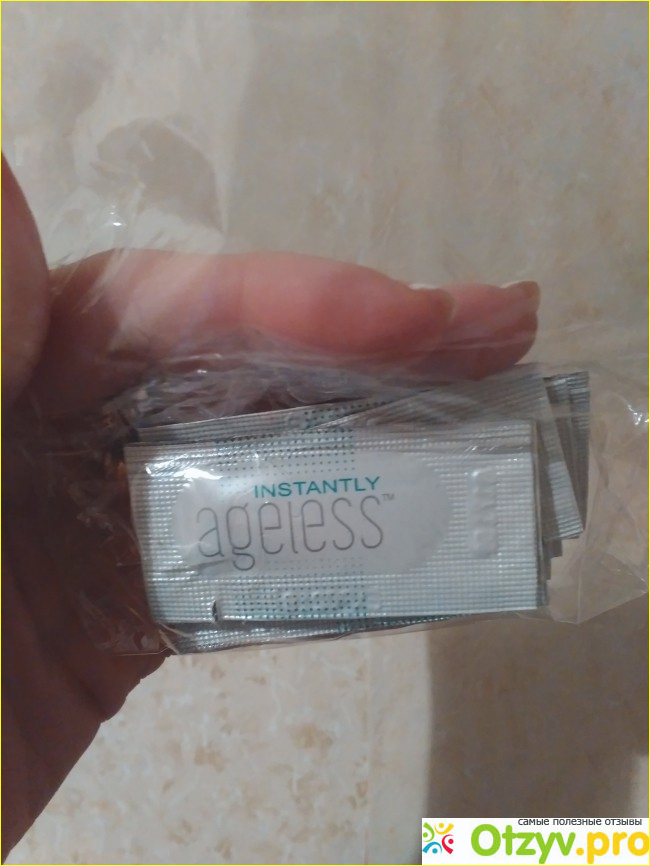 INSTANTLY
ageless™
самые полезные отзывы
Otzyv.pro